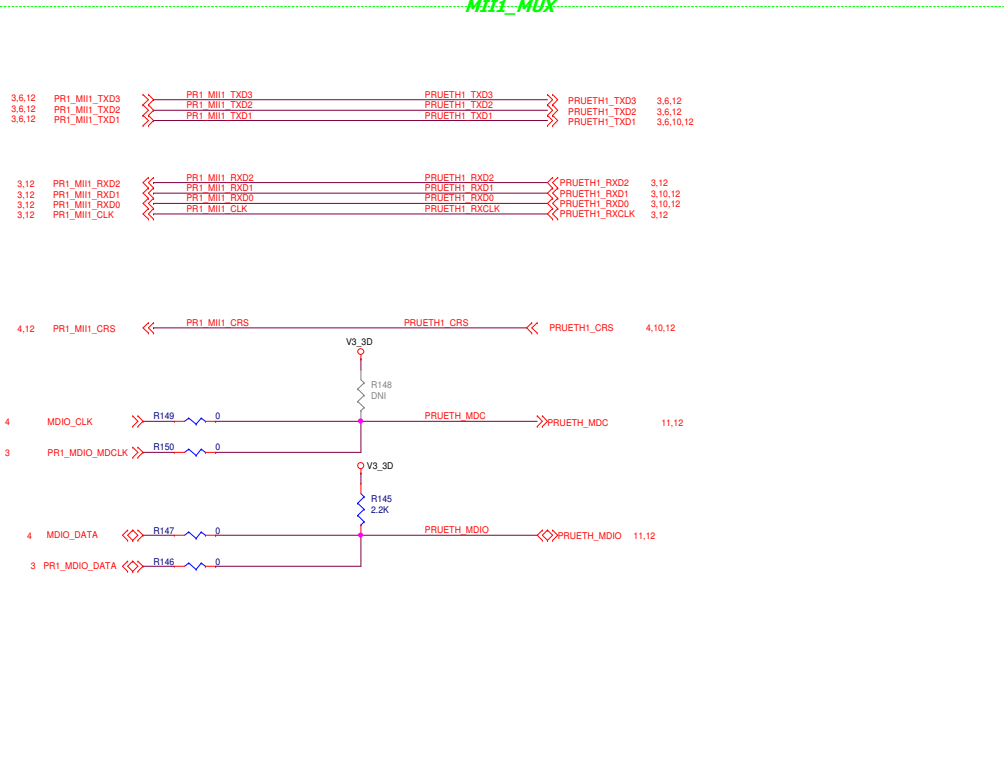 MII1_MUX
3,6,12 PR1_MII1_TXD3 PR1_MII1_TXD3 PRUETH1_TXD3 PRUETH1_TXD3 3,6,12
3,6,12 PR1_MII1_TXD2 PR1_MII1_TXD2 PRUETH1_TXD2 PRUETH1_TXD2 3,6,12
3,6,12 PR1_MII1_TXD1 PR1_MII1_TXD1 PRUETH1_TXD1 PRUETH1_TXD1 3,6,10,12
3,12 PR1_MII1_RXD2 PR1_MII1_RXD2 PRUETH1_RXD2 PRUETH1_RXD2 3,12
3,12 PR1_MII1_RXD1 PR1_MII1_RXD1 PRUETH1_RXD1 PRUETH1_RXD1 3,10,12
3,12 PR1_MII1_RXD0 PR1_MII1_RXD0 PRUETH1_RXD0 PRUETH1_RXD0 3,10,12
3,12 PR1_MII1_CLK PR1_MII1_CLK PRUETH1_RXCLK PRUETH1_RXCLK 3,12
4,12 PR1_MII1_CRS PR1_MII1_CRS PRUETH1_CRS PRUETH1_CRS 4,10,12
V3_3D
R148
DNI
4 MDIO_CLK R149 0 PRUETH_MDC PRUETH_MDC 11,12
3 PR1_MDIO_MDCLK R150 0
V3_3D
R145
2.2K
4 MDIO_DATA R147 0 PRUETH_MDIO PRUETH_MDIO 11,12
3 PR1_MDIO_DATA R146 0